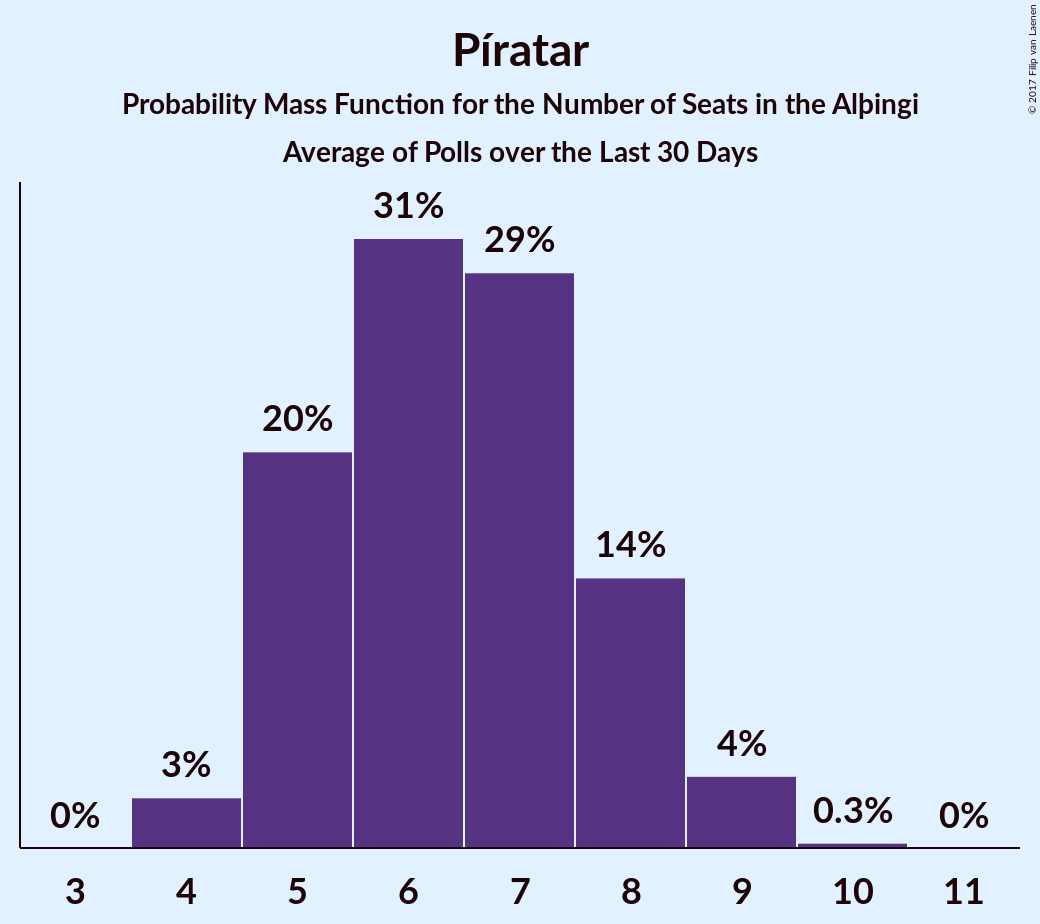 Píratar
Probability Mass Function for the Number of Seats in the Alþingi
Average of Polls over the Last 30 Days
© 2017 Filip van Laenen
31%
29%
20%
14%
4%
3%
0%
0.3%
0%
3 4 5 6 7 8 9 10 11